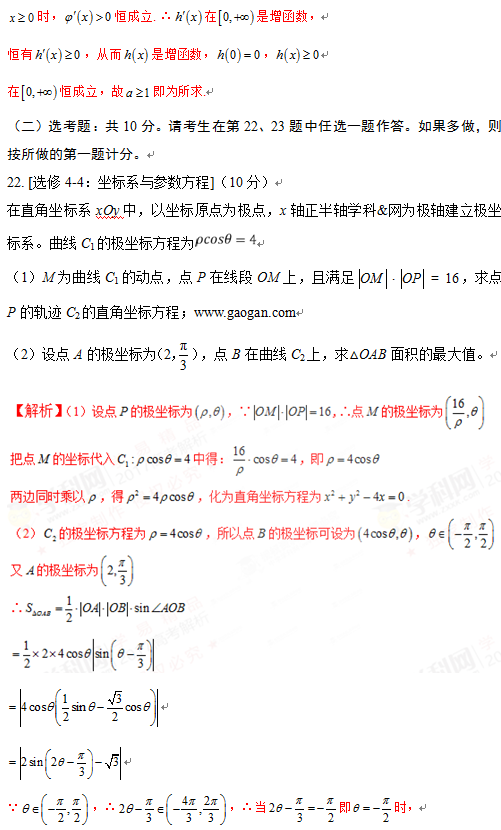 x≥0时，φ′(x)>0恒成立. ∴h′(x)在[0,+∞)是增函数，
恒有h′(x)≥0，从而h(x)是增函数，h(0)=0，h(x)≥0
在[0,+∞)恒成立，故a≥1即为所求.
（二）选考题：共10分。请考生在第22、23题中任选一题作答。如果多做，则
按所做的第一题计分。
22. [选修4-4：坐标系与参数方程]（10分）
在直角坐标系xOy中，以坐标原点为极点，x轴正半轴学科&网为极轴建立极坐
标系。曲线C₁的极坐标方程为ρcosθ=4
（1）M为曲线C₁的动点，点P在线段OM上，且满足|OM|·|OP|=16，求点
P的轨迹C₂的直角坐标方程；www.gaogan.com
（2）设点A的极坐标为(2,π/3)，点B在曲线C₂上，求△OAB面积的最大值。
【解析】（1）设点P的极坐标为(ρ,θ)，∵|OM|·|OP|=16，∴点M的极坐标为(16/ρ,θ)
把点M的坐标代入C₁:ρcosθ=4中得：16/ρ·cosθ=4，即ρ=4cosθ
两边同时乘以ρ，得ρ²=4ρcosθ，化为直角坐标方程为x²+y²-4x=0.
（2）C₂的极坐标方程为ρ=4cosθ，所以点B的极坐标可设为(4cosθ,θ)，θ∈(-π/2,π/2)
又A的极坐标为(2,π/3)
∴S△OAB=1/2·|OA|·|OB|·sin∠AOB
=1/2×2×4cosθ|sin(θ-π/3)|
=|4cosθ(1/2sinθ-√3/2cosθ)|
=|2sin(2θ-π/3)-√3|
∵θ∈(-π/2,π/2)，∴2θ-π/3∈(-4π/3,2π/3)，∴当2θ-π/3=-π/2即θ=-π/2时，